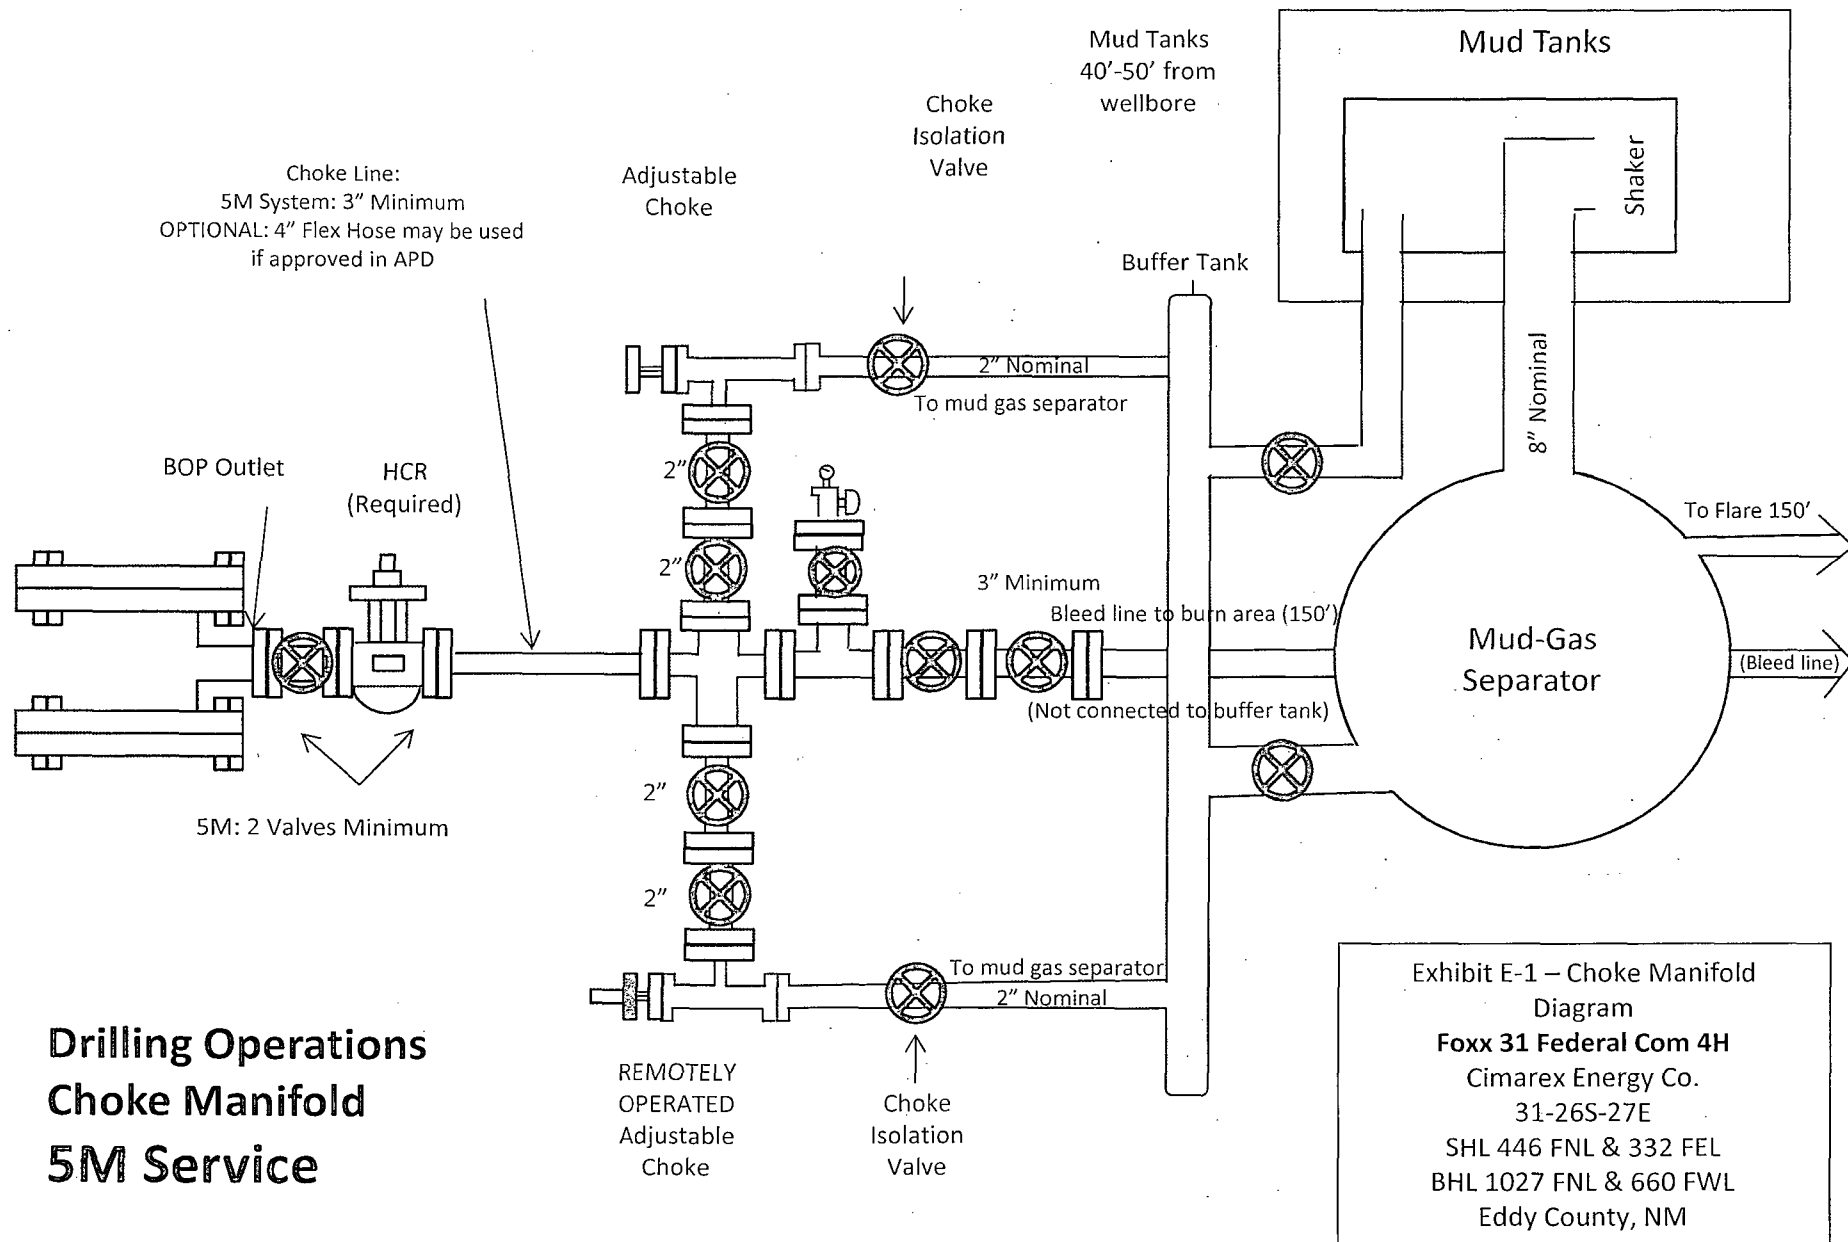 Mud Tanks
40'-50' from
wellbore
Mud Tanks
Shaker
Choke
Isolation
Valve
Choke Line:
5M System: 3" Minimum
OPTIONAL: 4" Flex Hose may be used
if approved in APD
Adjustable
Choke
Buffer Tank
2" Nominal
To mud gas separator
8" Nominal
BOP Outlet
HCR
(Required)
2"
2"
To Flare 150'
3" Minimum
Bleed line to burn area (150')
Mud-Gas
Separator
(Bleed line)
(Not connected to buffer tank)
5M: 2 Valves Minimum
2"
2"
To mud gas separator
2" Nominal
REMOTELY
OPERATED
Adjustable
Choke
Choke
Isolation
Valve
Drilling Operations
Choke Manifold
5M Service
Exhibit E-1 – Choke Manifold
Diagram
Foxx 31 Federal Com 4H
Cimarex Energy Co.
31-26S-27E
SHL 446 FNL & 332 FEL
BHL 1027 FNL & 660 FWL
Eddy County, NM